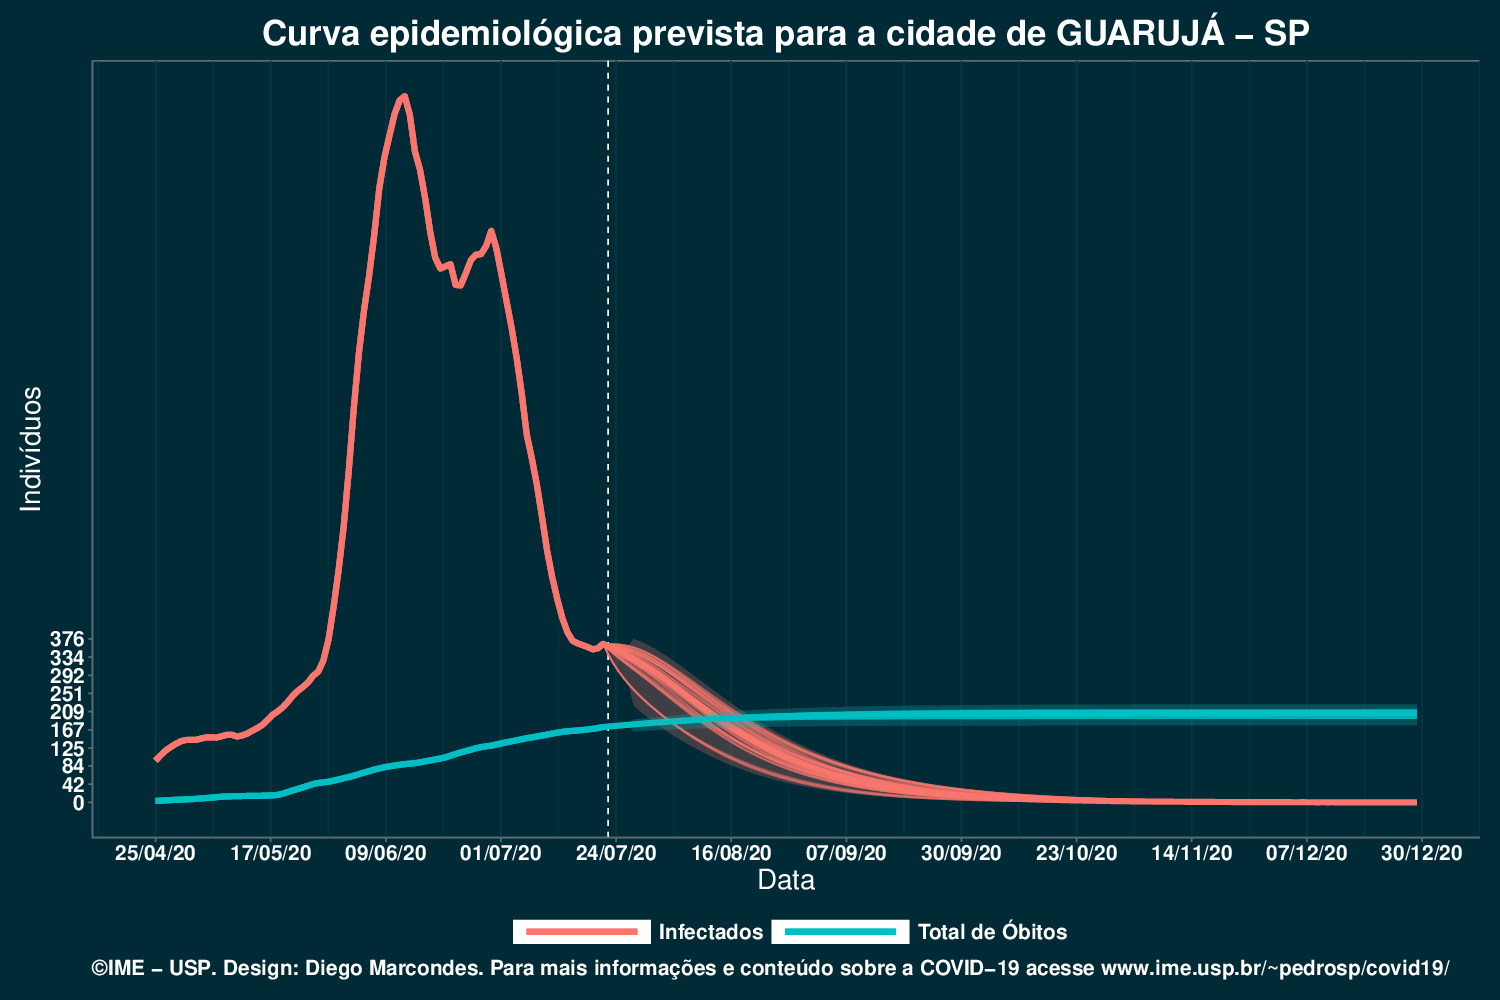 Curva epidemiológica prevista para a cidade de GUARUJÁ – SP
Indivíduos
376
334
292
251
209
167
125
84
42
0
25/04/20 17/05/20 09/06/20 01/07/20 24/07/20 16/08/20 07/09/20 30/09/20 23/10/20 14/11/20 07/12/20 30/12/20
Data
Infectados Total de Óbitos
©IME – USP. Design: Diego Marcondes. Para mais informações e conteúdo sobre a COVID–19 acesse www.ime.usp.br/~pedrosp/covid19/